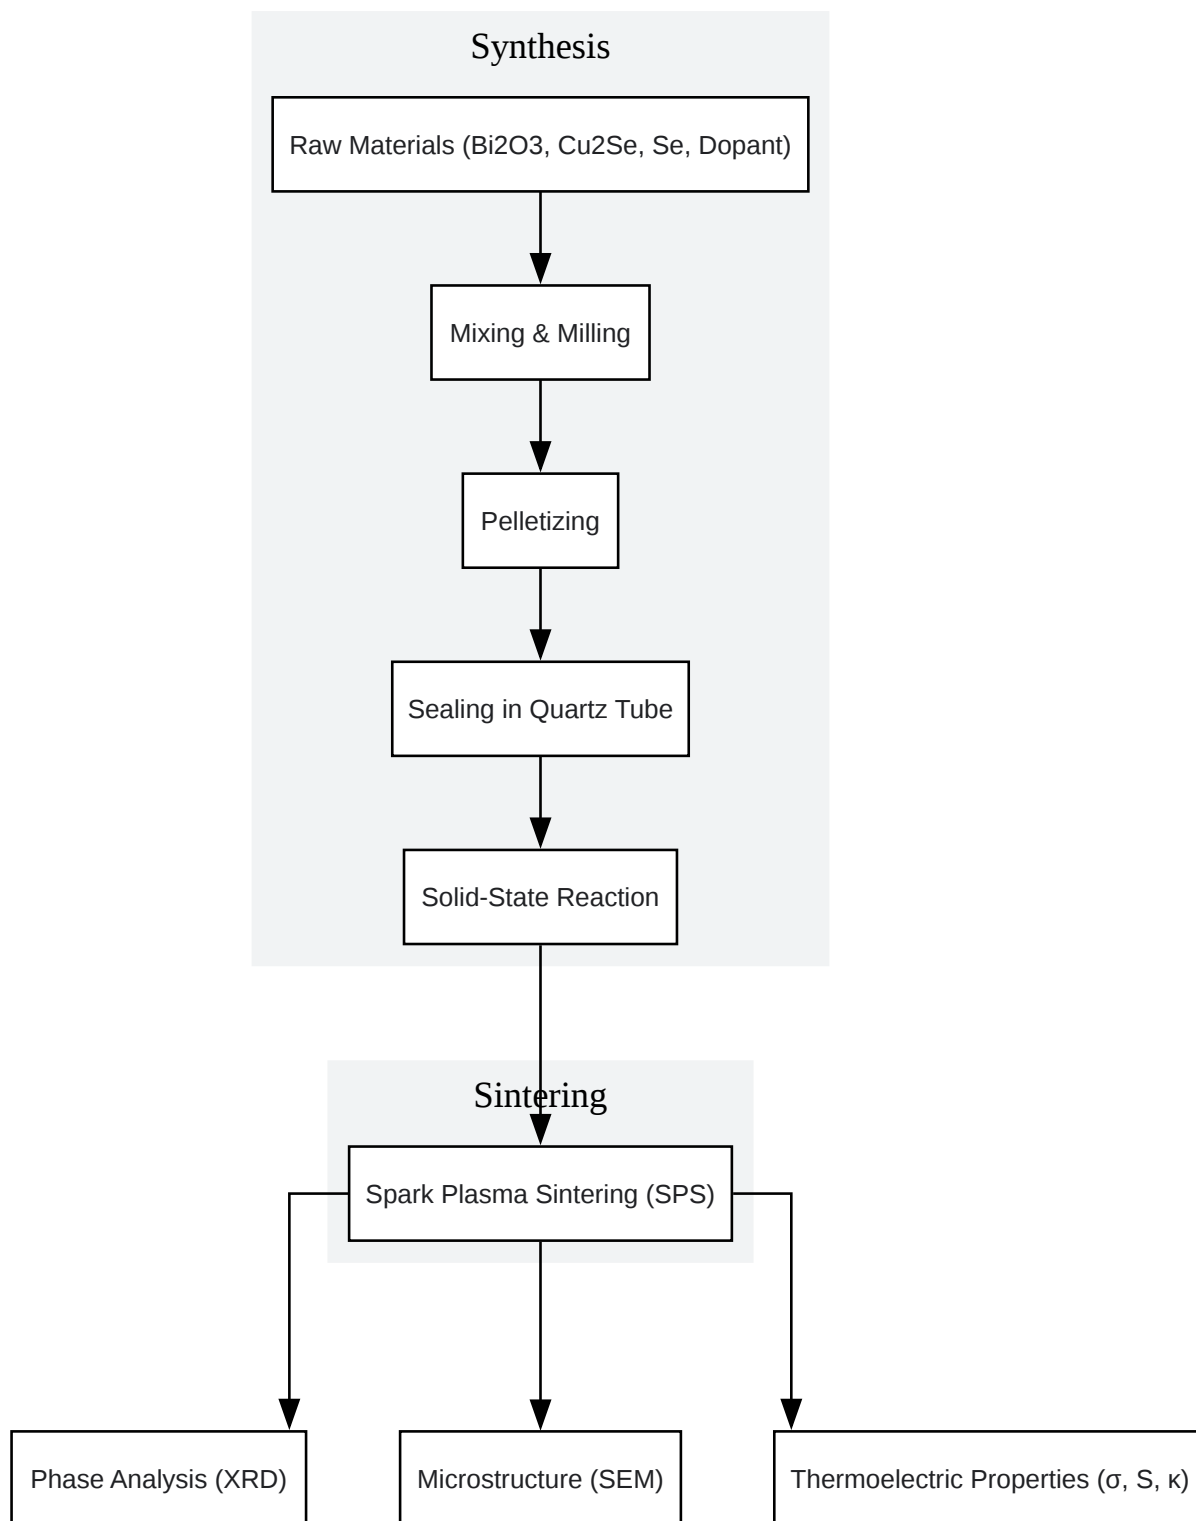 Synthesis
Raw Materials (Bi2O3, Cu2Se, Se, Dopant)
Mixing & Milling
Pelletizing
Sealing in Quartz Tube
Solid-State Reaction
Sintering
Spark Plasma Sintering (SPS)
Phase Analysis (XRD)
Microstructure (SEM)
Thermoelectric Properties (σ, S, κ)